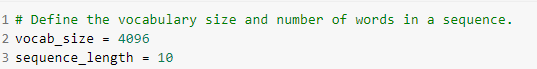 1 # Define the vocabulary size and number of words in a sequence.
2 vocab_size = 4096
3 sequence_length = 10